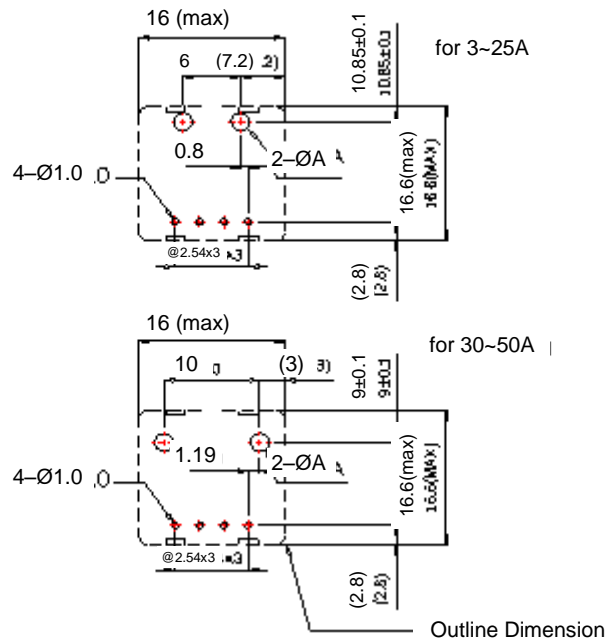 16 (max)
for 3~25A
6 (7.2)
10.85±0.1
10.85±0.1
0.8
2–ØA
4–Ø1.0
16.6(max)
16.6(MAX)
@2.54x3
(2.8)
(2.8)
16 (max)
for 30~50A
10 (3)
9±0.1
9±0.1
1.19
2–ØA
4–Ø1.0
16.6(max)
16.6(MAX)
@2.54x3
(2.8)
(2.8)
Outline Dimension